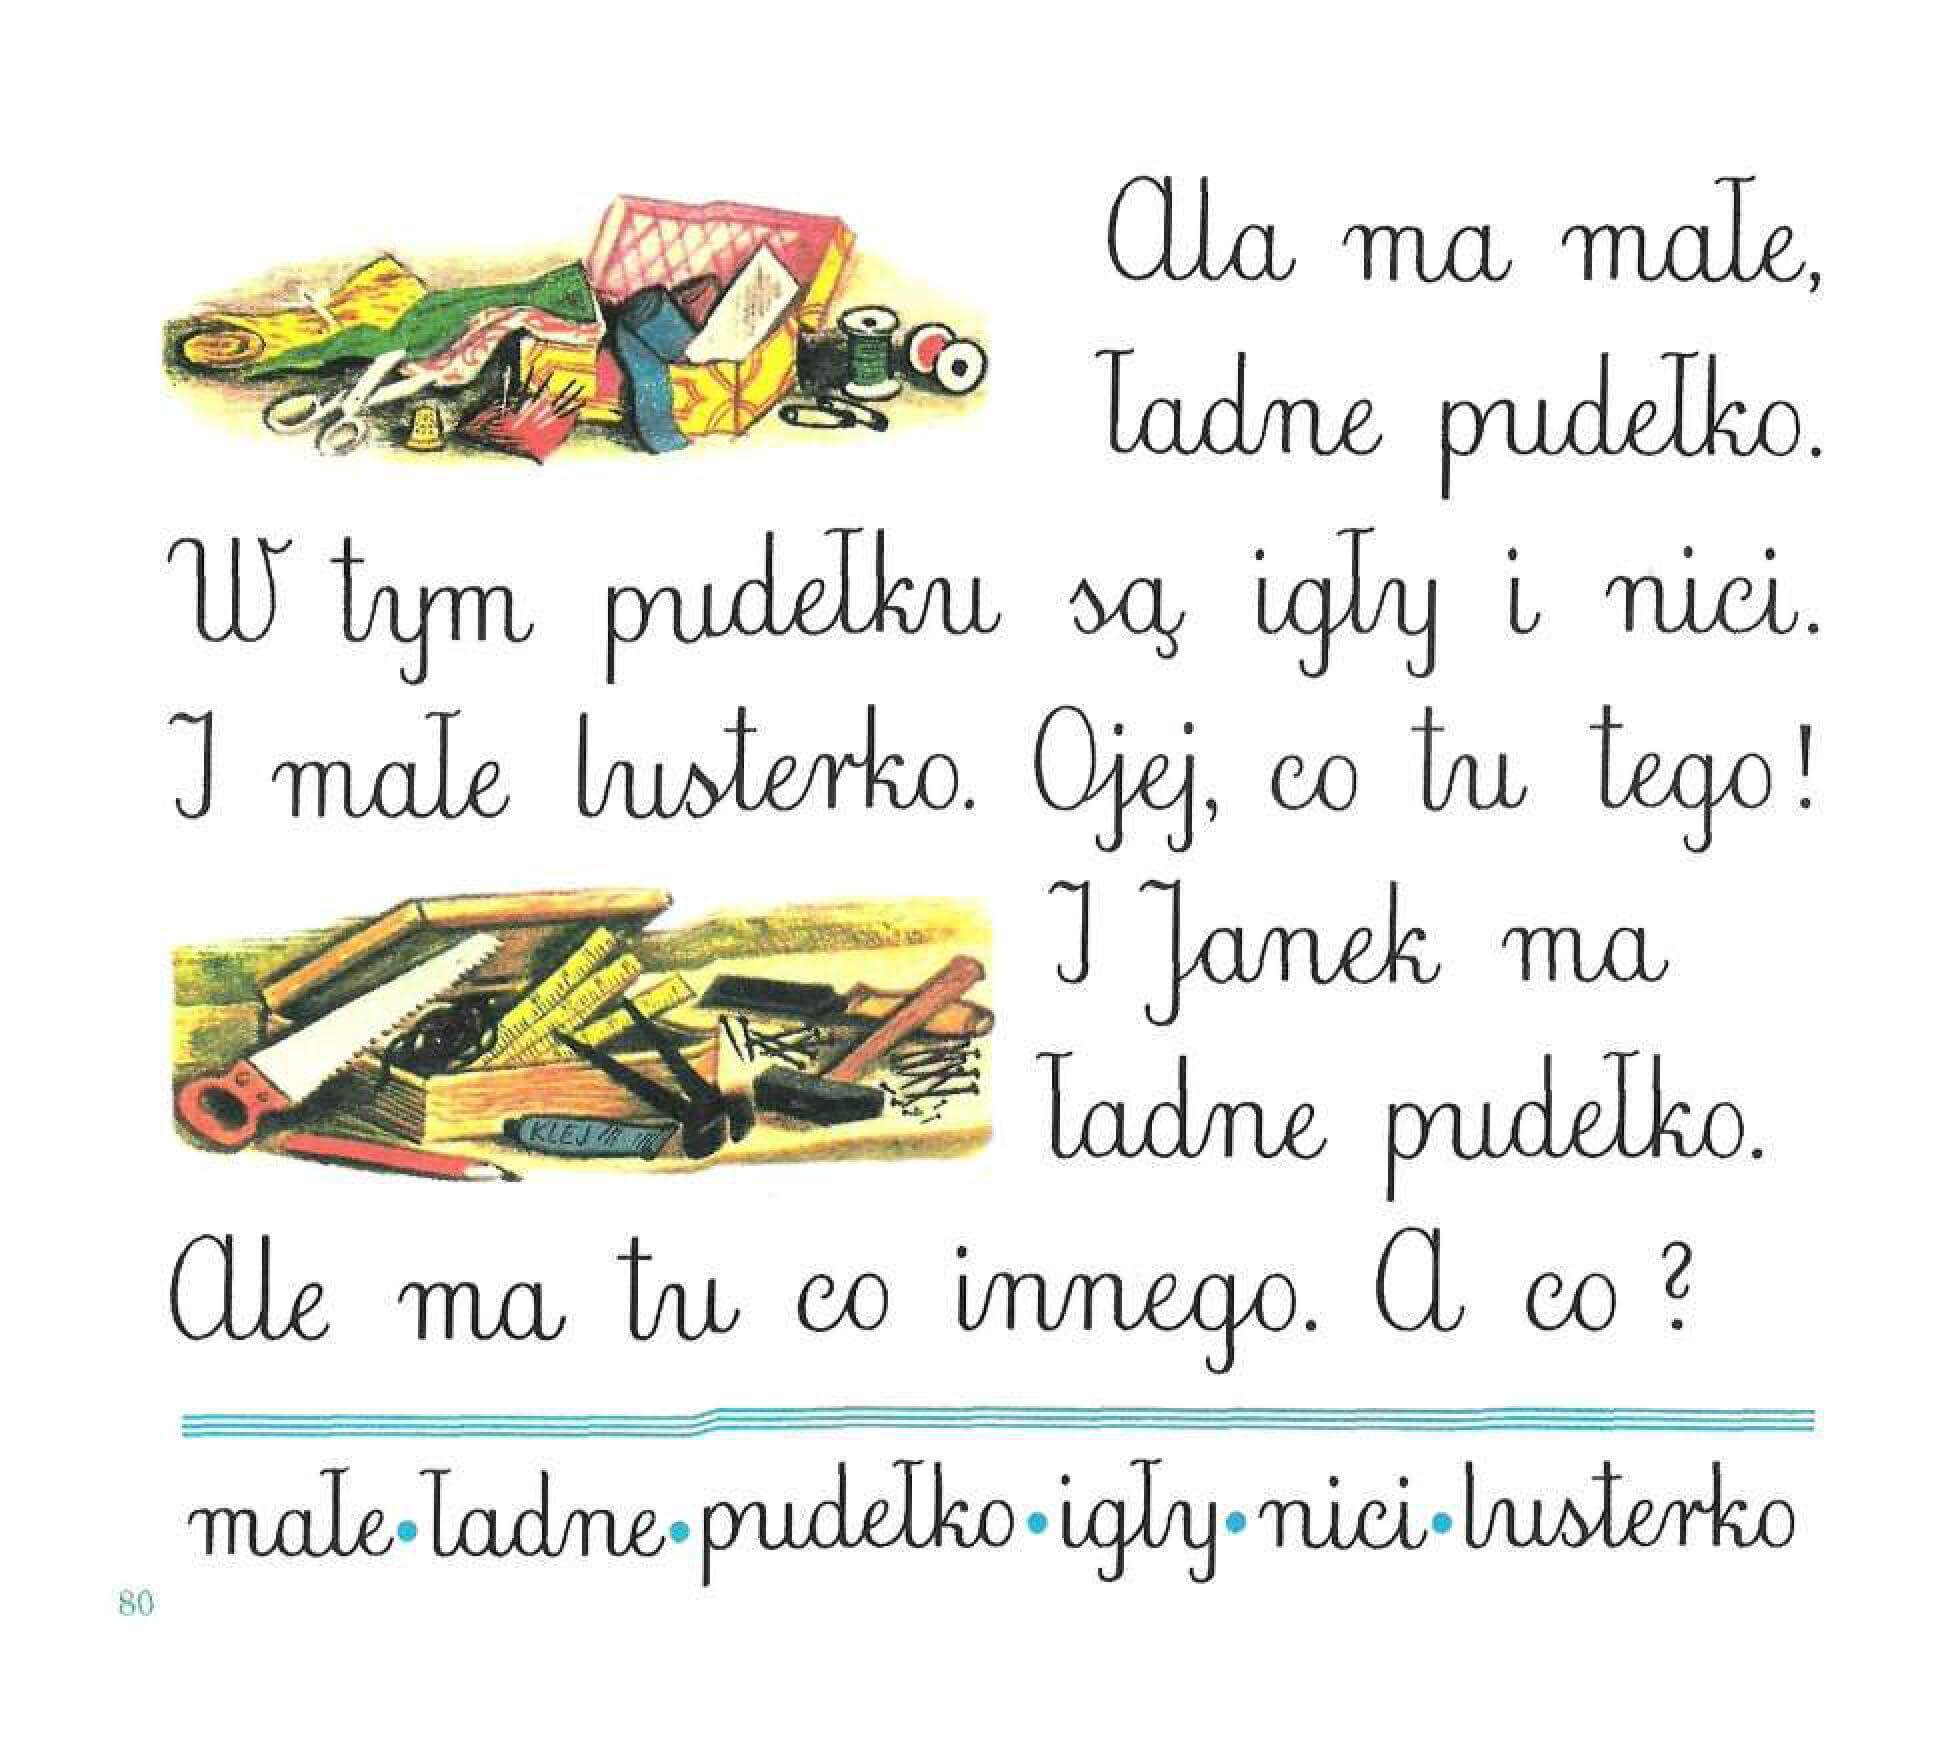 Ala ma małe,
ładne pudełko.
W tym pudełku są igły i nici.
I małe lusterko. Ojej, co tu tego!
I Janek ma
KLEJ
ładne pudełko.
Ale ma tu co innego. A co?
małe•ładne•pudełko•igły•nici•lusterko
80